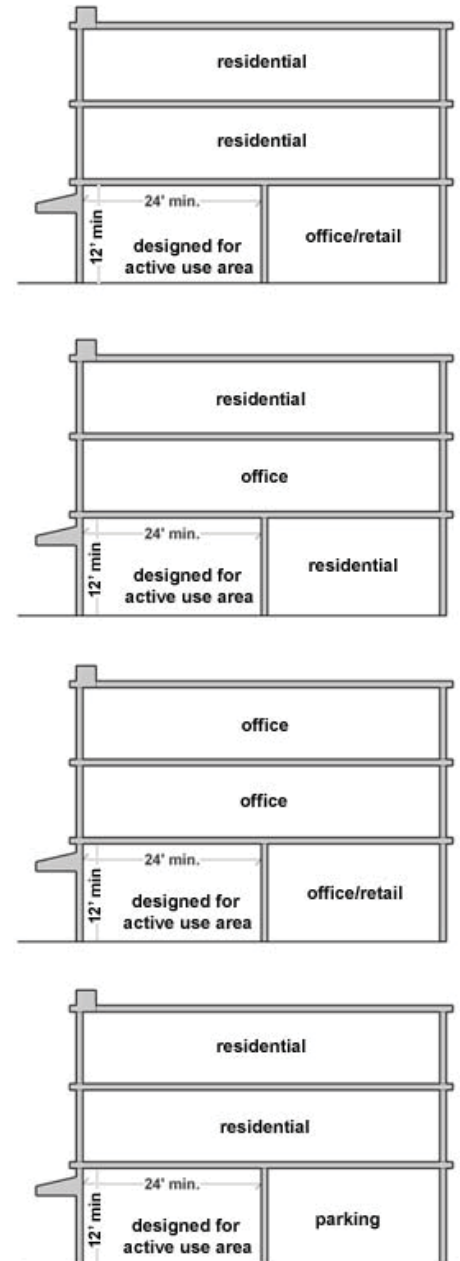 residential
residential
24' min.
12' min
designed for
active use area
office/retail
residential
office
24' min.
12' min
designed for
active use area
residential
office
office
24' min.
12' min
designed for
active use area
office/retail
residential
residential
24' min.
12' min
designed for
active use area
parking